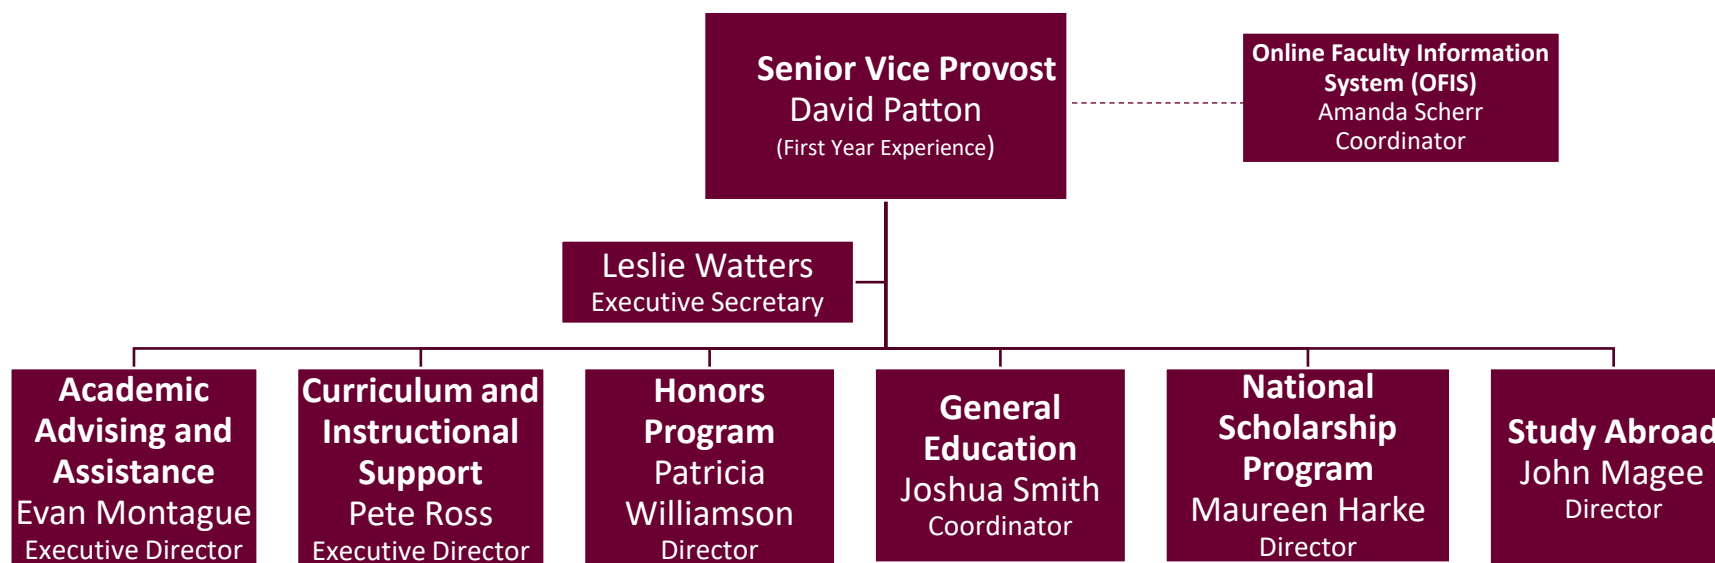 Senior Vice Provost
David Patton
(First Year Experience)
Online Faculty Information
System (OFIS)
Amanda Scherr
Coordinator
Leslie Watters
Executive Secretary
Academic
Advising and
Assistance
Evan Montague
Executive Director
Curriculum and
Instructional
Support
Pete Ross
Executive Director
Honors
Program
Patricia
Williamson
Director
General
Education
Joshua Smith
Coordinator
National
Scholarship
Program
Maureen Harke
Director
Study Abroad
John Magee
Director